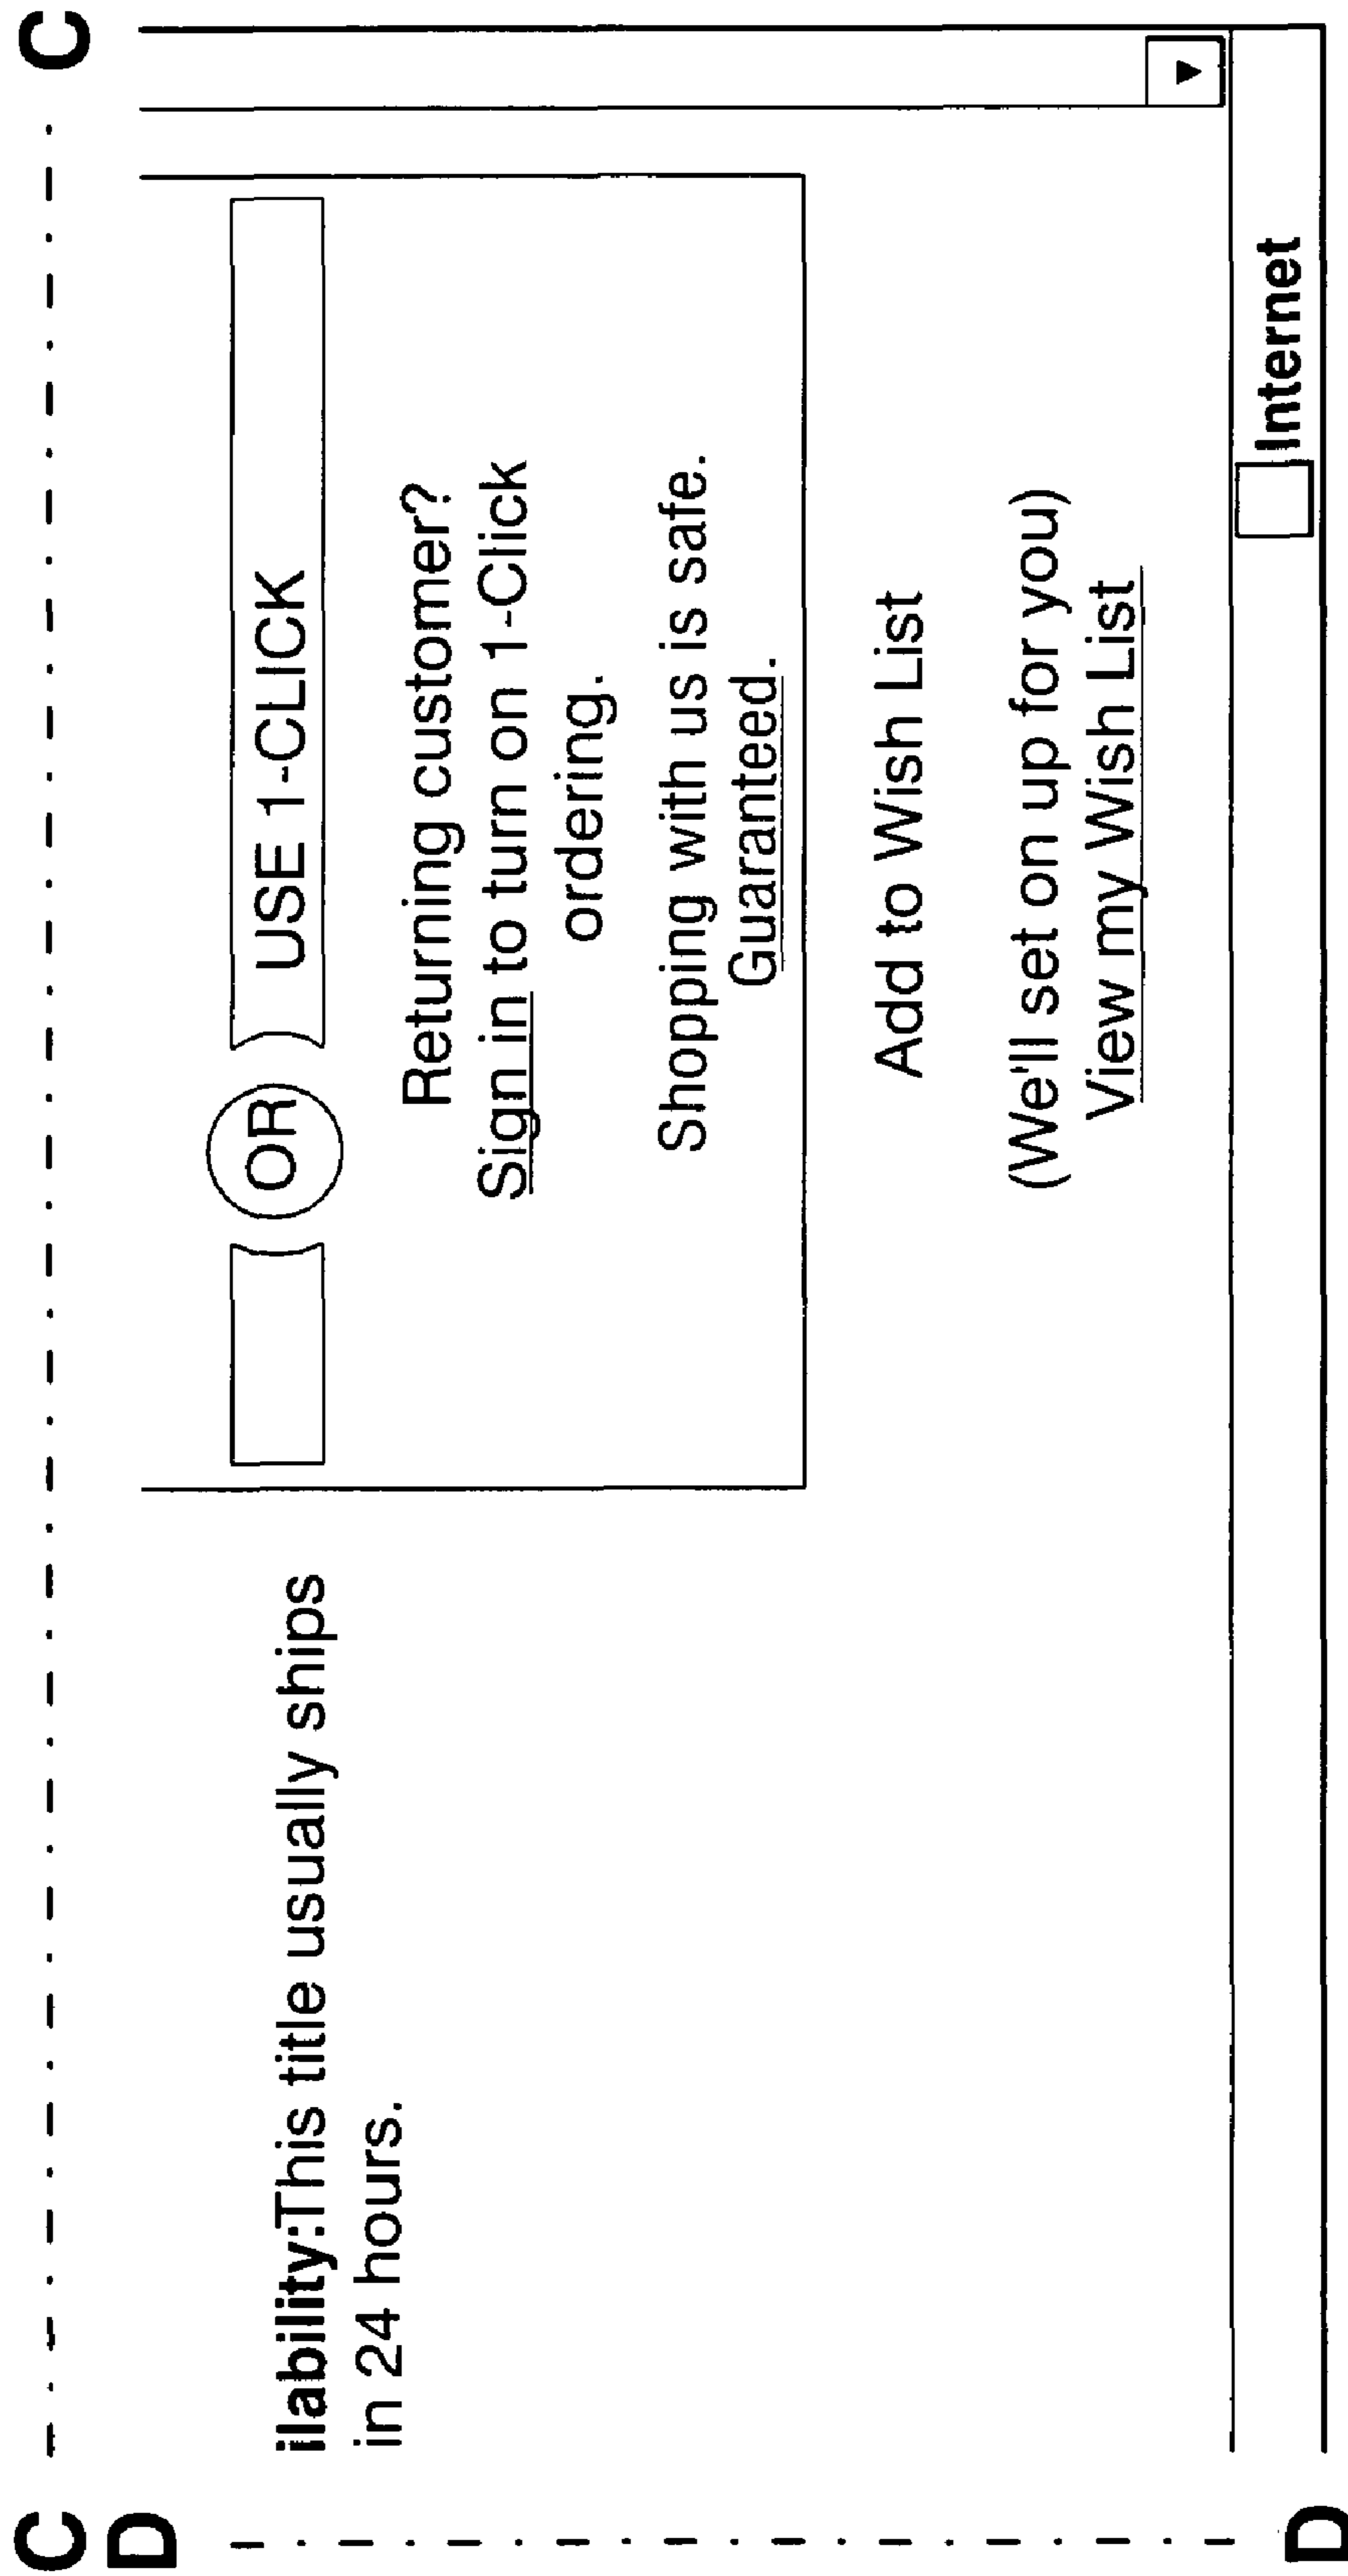 C C
D
ilability:This title usually ships
in 24 hours.
OR USE 1-CLICK
Returning customer?
Sign in to turn on 1-Click
ordering.
Shopping with us is safe.
Guaranteed.
Add to Wish List
(We'll set on up for you)
View my Wish List
Internet
D